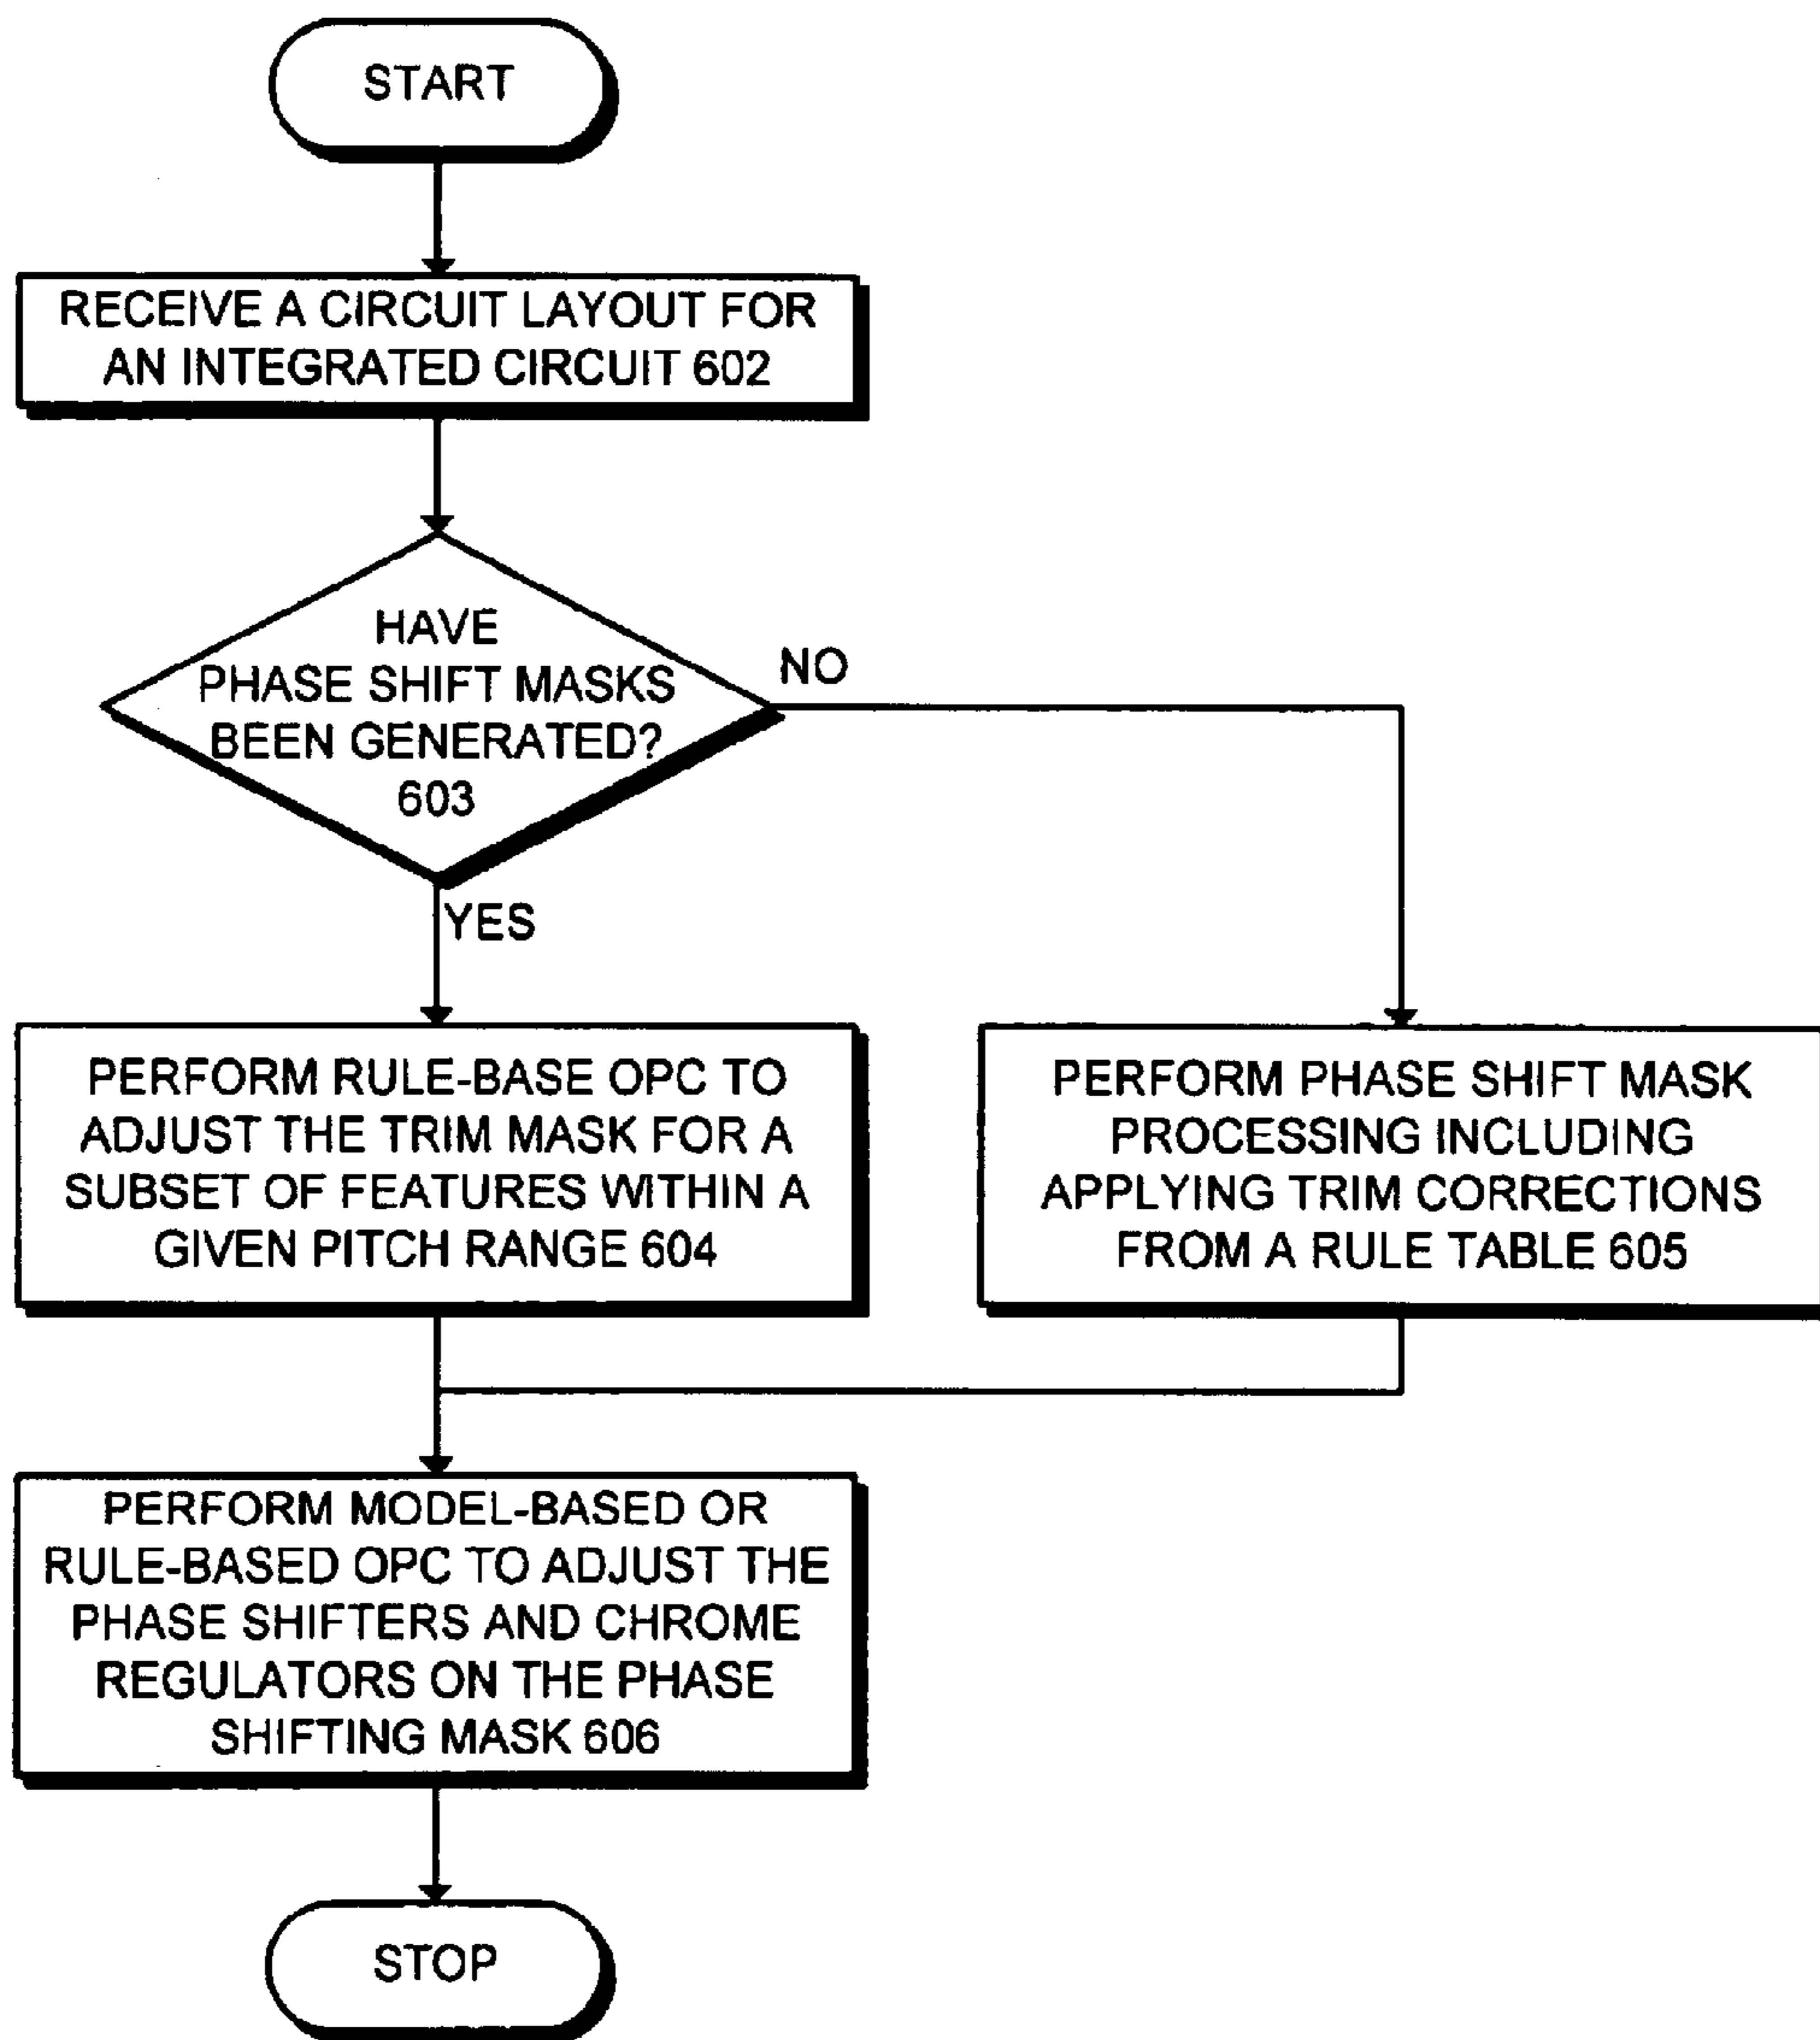 START
RECEIVE A CIRCUIT LAYOUT FOR
AN INTEGRATED CIRCUIT 602
HAVE
PHASE SHIFT MASKS
BEEN GENERATED?
603
NO
YES
PERFORM RULE-BASE OPC TO
ADJUST THE TRIM MASK FOR A
SUBSET OF FEATURES WITHIN A
GIVEN PITCH RANGE 604
PERFORM PHASE SHIFT MASK
PROCESSING INCLUDING
APPLYING TRIM CORRECTIONS
FROM A RULE TABLE 605
PERFORM MODEL-BASED OR
RULE-BASED OPC TO ADJUST THE
PHASE SHIFTERS AND CHROME
REGULATORS ON THE PHASE
SHIFTING MASK 606
STOP